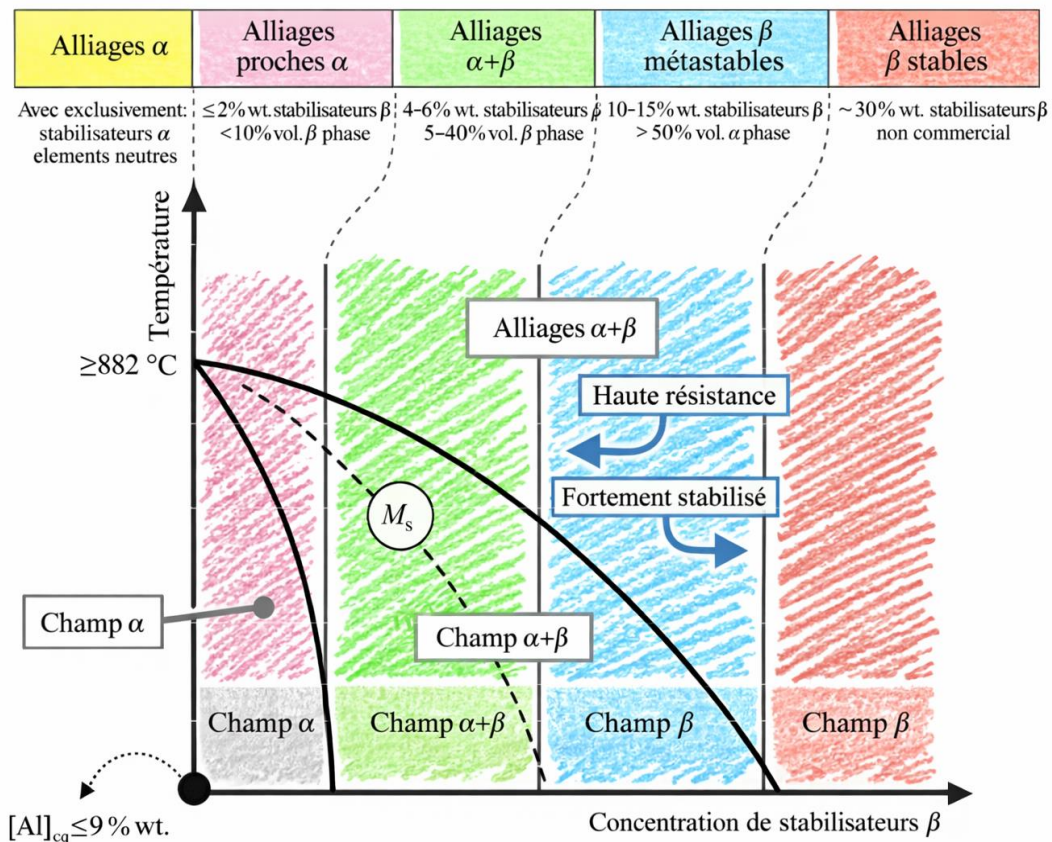 Alliages α
Alliages
proches α
Alliages
α+β
Alliages β
métastables
Alliages
β stables
Avec exclusivement:
stabilisateurs α
elements neutres
≤2% wt. stabilisateurs β
<10% vol. β phase
4–6% wt. stabilisateurs β
5–40% vol. β phase
10–15% wt. stabilisateurs β
> 50% vol. α phase
~30% wt. stabilisateurs β
non commercial
Température
≥882 °C
Alliages α+β
Haute résistance
Fortement stabilisé
Ms
Champ α
Champ α+β
Champ α
Champ α+β
Champ β
Champ β
[Al]cq≤9 % wt.
Concentration de stabilisateurs β